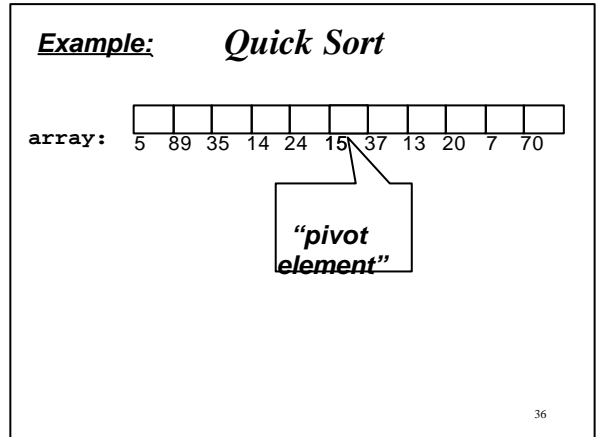 Example: Quick Sort
array: 5 89 35 14 24 15 37 13 20 7 70
“pivot
element”
36